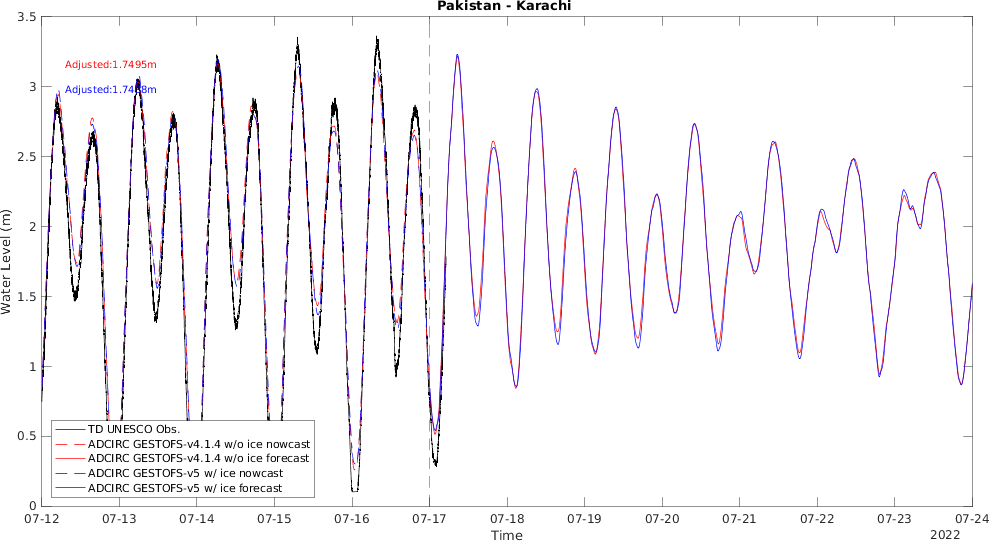 Pakistan - Karachi
3.5
3
2.5
2
1.5
1
0.5
0
Water Level (m)
Adjusted:1.7495m
TD UNESCO Obs.
ADCIRC GESTOFS-v4.1.4 w/o ice nowcast
ADCIRC GESTOFS-v4.1.4 w/o ice forecast
ADCIRC GESTOFS-v5 w/ ice nowcast
ADCIRC GESTOFS-v5 w/ ice forecast
07-12 07-13 07-14 07-15 07-16 07-17 07-18 07-19 07-20 07-21 07-22 07-23 07-24
Time
2022